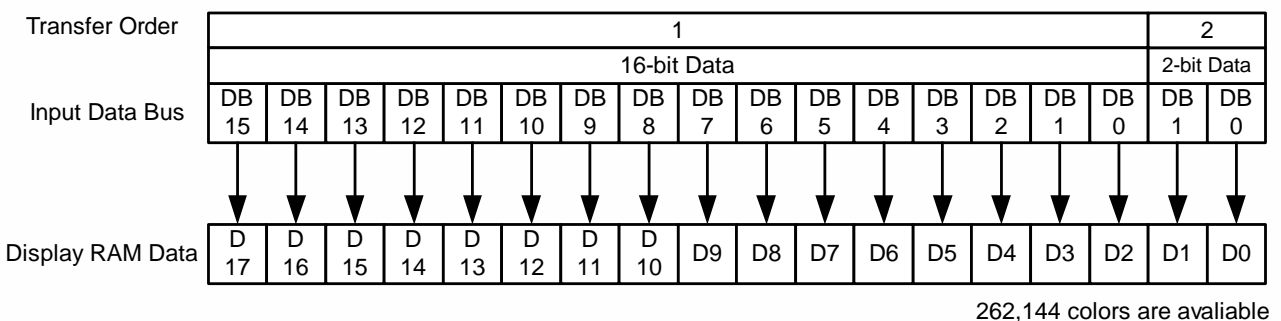 Transfer Order 1 2
16-bit Data 2-bit Data
Input Data Bus DB 15 DB 14 DB 13 DB 12 DB 11 DB 10 DB 9 DB 8 DB 7 DB 6 DB 5 DB 4 DB 3 DB 2 DB 1 DB 0 DB 1 DB 0
Display RAM Data D 17 D 16 D 15 D 14 D 13 D 12 D 11 D 10 D9 D8 D7 D6 D5 D4 D3 D2 D1 D0
262,144 colors are avaliable